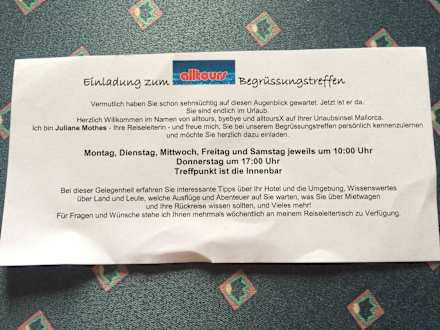 Einladung zum alltours Begrüssungstreffen
Vermutlich haben Sie schon sehnsüchtig auf diesen Augenblick gewartet. Jetzt ist er da.
Sie sind endlich im Urlaub.
Herzlich Willkommen im Namen von alltours, byebye und alltoursX auf Ihrer Urlaubsinsel Mallorca.
Ich bin Juliane Mothes - Ihre Reiseleiterin - und freue mich, Sie bei unserem Begrüssungstreffen persönlich kennenzulernen
und möchte Sie herzlich dazu einladen.
Montag, Dienstag, Mittwoch, Freitag und Samstag jeweils um 10:00 Uhr
Donnerstag um 17:00 Uhr
Treffpunkt ist die Innenbar
Bei dieser Gelegenheit erfahren Sie interessante Tipps über Ihr Hotel und die Umgebung, Wissenswertes
über Land und Leute, welche Ausflüge und Abenteuer auf Sie warten, was Sie über Mietwagen
und Ihre Rückreise wissen sollten, und Vieles mehr!
Für Fragen und Wünsche stehe ich Ihnen mehrmals wöchentlich an meinem Reiseleitertisch zu Verfügung.